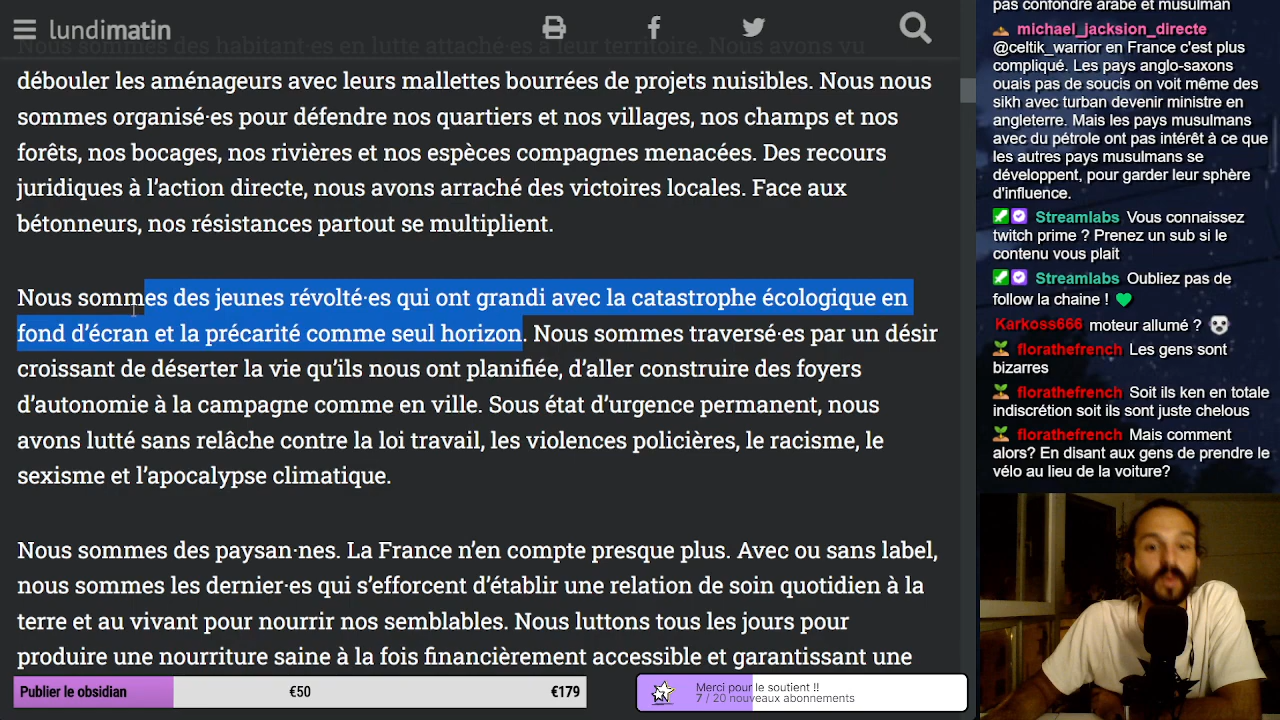 lundimatin
Nous sommes des habitant·es en lutte attaché·es à leur territoire. Nous avons vu
débouler les aménageurs avec leurs mallettes bourrées de projets nuisibles. Nous nous
sommes organisé·es pour défendre nos quartiers et nos villages, nos champs et nos
forêts, nos bocages, nos rivières et nos espèces compagnes menacées. Des recours
juridiques à l’action directe, nous avons arraché des victoires locales. Face aux
bétonneurs, nos résistances partout se multiplient.
Nous sommes des jeunes révolté·es qui ont grandi avec la catastrophe écologique en
fond d’écran et la précarité comme seul horizon. Nous sommes traversé·es par un désir
croissant de déserter la vie qu’ils nous ont planifiée, d’aller construire des foyers
d’autonomie à la campagne comme en ville. Sous état d’urgence permanent, nous
avons lutté sans relâche contre la loi travail, les violences policières, le racisme, le
sexisme et l’apocalypse climatique.
Nous sommes des paysan·nes. La France n’en compte presque plus. Avec ou sans label,
nous sommes les dernier·es qui s’efforcent d’établir une relation de soin quotidien à la
terre et au vivant pour nourrir nos semblables. Nous luttons tous les jours pour
produire une nourriture saine à la fois financièrement accessible et garantissant une
Publier le obsidian
€50
€179
Merci pour le soutient !!
7 / 20 nouveaux abonnements
pas confondre arabe et musulman
michael_jacksion_directe
@celtik_warrior en France c'est plus
compliqué. Les pays anglo-saxons
ouais pas de soucis on voit même des
sikh avec turban devenir ministre en
angleterre. Mais les pays musulmans
avec du pétrole ont pas intérêt à ce que
les autres pays musulmans se
développent, pour garder leur sphère
d'influence.
Streamlabs Vous connaissez
twitch prime ? Prenez un sub si le
contenu vous plait
Streamlabs Oubliez pas de
follow la chaine !
Karkoss666 moteur allumé ?
florathefrench Les gens sont
bizarres
florathefrench Soit ils ken en totale
indiscrétion soit ils sont juste chelous
florathefrench Mais comment
alors? En disant aux gens de prendre le
vélo au lieu de la voiture?